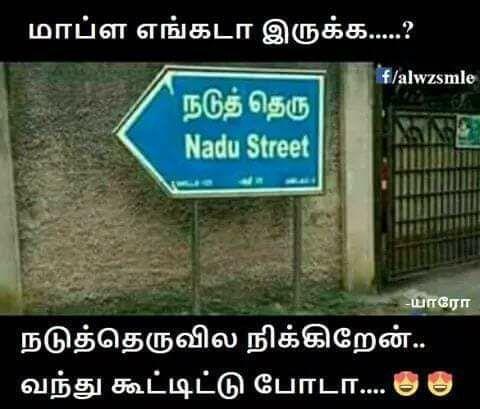 மாப்ள எங்கடா இருக்க.....?
f/alwzsmle
நடுத் தெரு
Nadu Street
-யாரோ
நடுத்தெருவில நிக்கிறேன்..
வந்து கூட்டிட்டு போடா.... 😍 😍